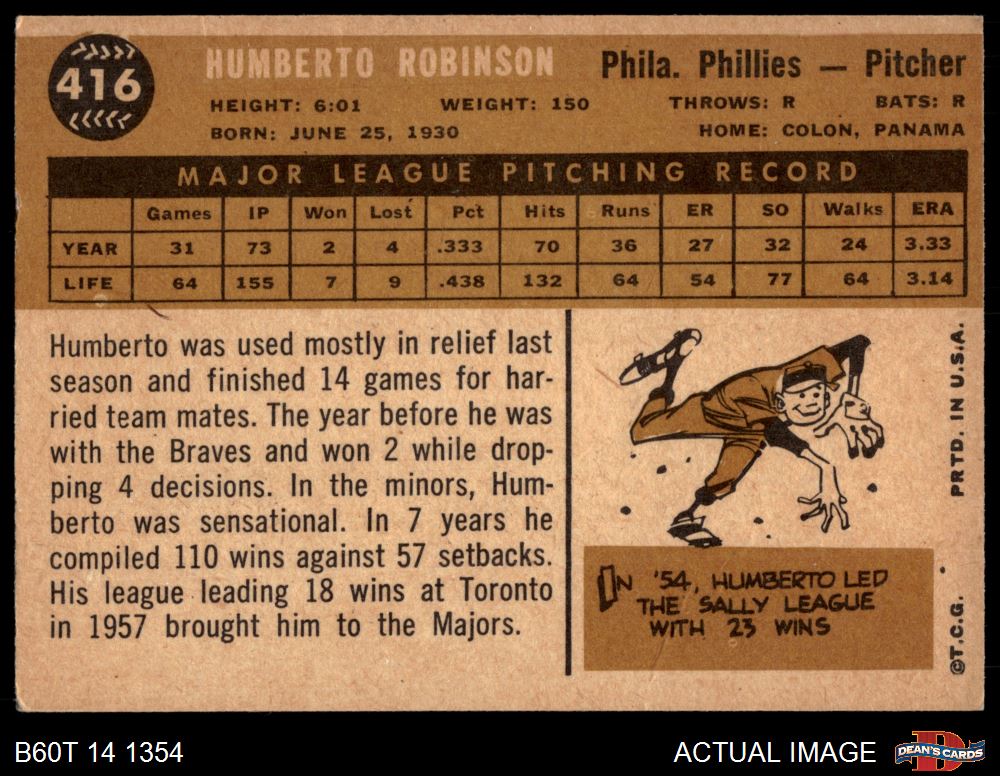 416
HUMBERTO ROBINSON
Phila. Phillies — Pitcher
HEIGHT: 6:01 WEIGHT: 150 THROWS: R BATS: R
BORN: JUNE 25, 1930 HOME: COLON, PANAMA
MAJOR LEAGUE PITCHING RECORD
Games IP Won Lost Pct Hits Runs ER SO Walks ERA
YEAR 31 73 2 4 .333 70 36 27 32 24 3.33
LIFE 64 155 7 9 .438 132 64 54 77 64 3.14
Humberto was used mostly in relief last
season and finished 14 games for har-
ried team mates. The year before he was
with the Braves and won 2 while drop-
ping 4 decisions. In the minors, Hum-
berto was sensational. In 7 years he
compiled 110 wins against 57 setbacks.
His league leading 18 wins at Toronto
in 1957 brought him to the Majors.
IN '54, HUMBERTO LED
THE SALLY LEAGUE
WITH 23 WINS
©T.C.G. PRTD. IN U.S.A.
B60T 14 1354
ACTUAL IMAGE
DEAN'S CARDS